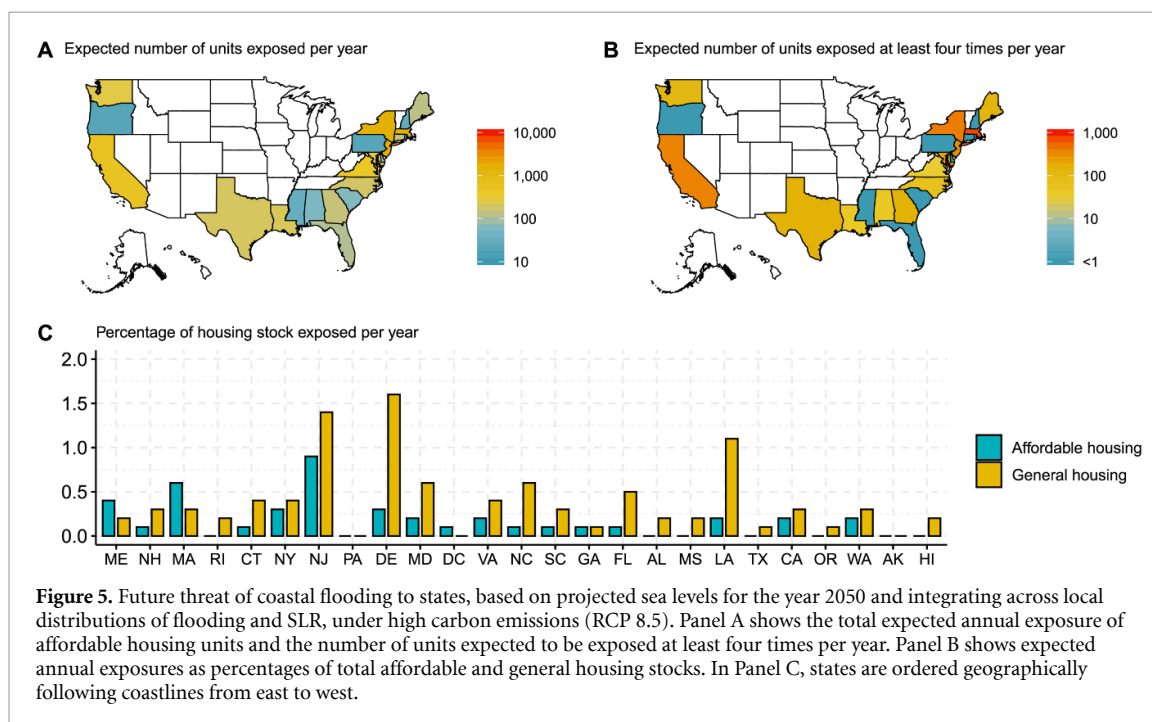 A Expected number of units exposed per year
B Expected number of units exposed at least four times per year
10,000
1,000
100
10
1,000
100
10
<1
C Percentage of housing stock exposed per year
2.0
1.5
1.0
0.5
0.0
ME NH MA RI CT NY NJ PA DE MD DC VA NC SC GA FL AL MS LA TX CA OR WA AK HI
Affordable housing
General housing
Figure 5. Future threat of coastal flooding to states, based on projected sea levels for the year 2050 and integrating across local
distributions of flooding and SLR, under high carbon emissions (RCP 8.5). Panel A shows the total expected annual exposure of
affordable housing units and the number of units expected to be exposed at least four times per year. Panel B shows expected
annual exposures as percentages of total affordable and general housing stocks. In Panel C, states are ordered geographically
following coastlines from east to west.